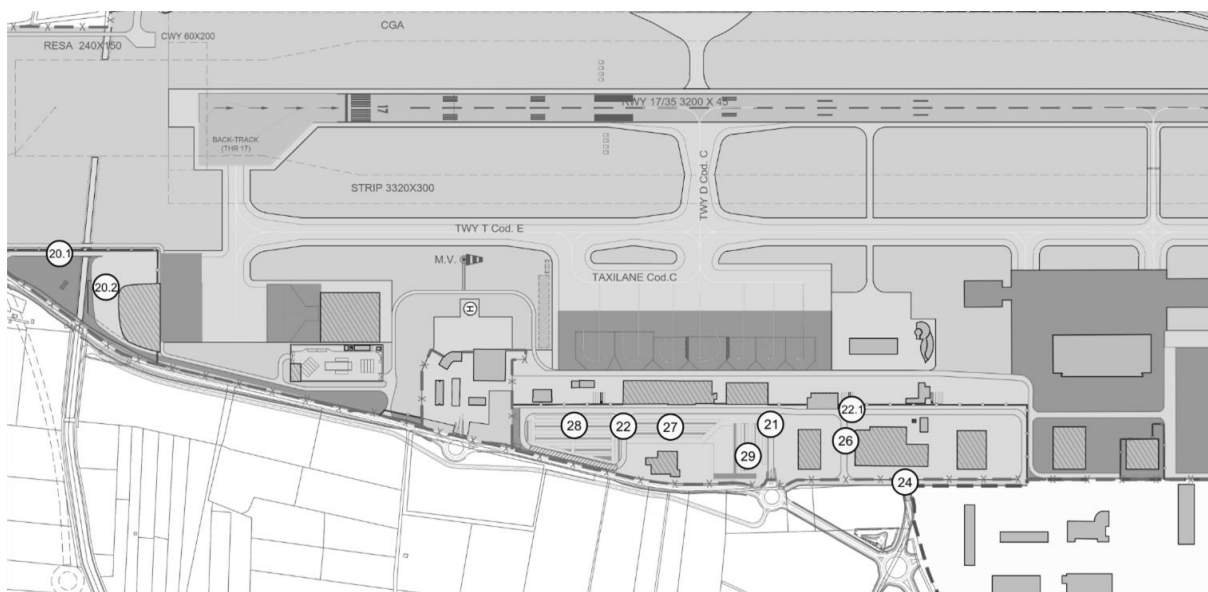 CGA
CWY 60X200
RESA 240X150
RWY 17/35 3200 X 45
17
BACK-TRACK
(THR 17)
STRIP 3320X300
TWY D Cod. C
TWY T Cod. E
20.1
M.V.
TAXILANE Cod.C
20.2
H
22.1
28
22
27
21
26
29
24